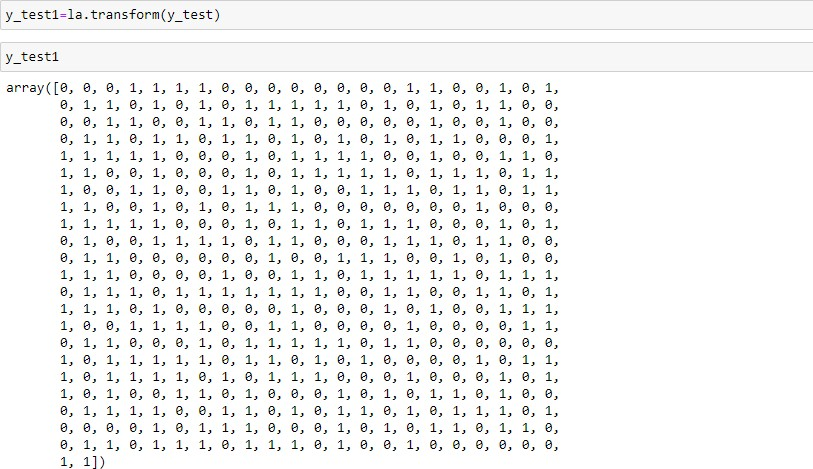 y_test1=la.transform(y_test)
y_test1
array([0, 0, 0, 1, 1, 1, 1, 0, 0, 0, 0, 0, 0, 0, 0, 1, 1, 0, 0, 1, 0, 1,
0, 1, 1, 0, 1, 0, 1, 0, 1, 1, 1, 1, 1, 0, 1, 0, 1, 1, 0, 0,
0, 0, 1, 1, 0, 0, 1, 1, 0, 1, 1, 0, 0, 0, 0, 0, 1, 0, 0, 1, 0, 0,
0, 1, 1, 0, 1, 1, 0, 1, 1, 0, 1, 0, 1, 0, 1, 0, 1, 1, 0, 0, 0, 1,
1, 1, 1, 1, 1, 0, 0, 0, 1, 0, 1, 1, 1, 1, 0, 0, 1, 0, 0, 1, 1, 0,
1, 1, 0, 0, 1, 0, 0, 0, 1, 0, 1, 1, 1, 1, 1, 0, 1, 1, 1, 0, 1, 1,
1, 0, 0, 1, 1, 0, 0, 1, 1, 0, 1, 0, 0, 1, 1, 1, 0, 1, 1, 0, 1, 1,
1, 1, 0, 0, 1, 0, 1, 0, 1, 1, 1, 0, 0, 0, 0, 0, 0, 0, 1, 0, 0, 0,
1, 1, 1, 1, 1, 0, 0, 0, 1, 0, 1, 1, 0, 1, 1, 1, 0, 0, 0, 1, 0, 1,
0, 1, 0, 0, 1, 1, 1, 1, 0, 1, 1, 0, 0, 0, 1, 1, 1, 0, 1, 1, 0, 0,
0, 1, 1, 0, 0, 0, 0, 0, 0, 1, 0, 0, 1, 1, 1, 0, 0, 1, 0, 1, 0, 0,
1, 1, 1, 0, 0, 0, 0, 1, 0, 0, 1, 1, 0, 1, 1, 1, 1, 1, 0, 1, 1, 1,
0, 1, 1, 1, 0, 1, 1, 1, 1, 1, 1, 1, 0, 0, 1, 1, 0, 0, 1, 1, 0, 1,
1, 1, 1, 0, 1, 0, 0, 0, 0, 0, 1, 0, 0, 0, 1, 0, 1, 0, 0, 1, 1, 1,
1, 0, 0, 1, 1, 1, 1, 0, 0, 1, 1, 0, 0, 0, 0, 1, 0, 0, 0, 0, 1, 1,
0, 1, 1, 0, 0, 0, 1, 0, 1, 1, 1, 1, 1, 0, 1, 1, 0, 0, 0, 0, 0, 0,
1, 0, 1, 1, 1, 1, 1, 0, 1, 1, 0, 1, 0, 1, 0, 0, 0, 0, 1, 0, 1, 1,
1, 0, 1, 1, 1, 1, 0, 1, 0, 1, 1, 1, 0, 0, 0, 1, 0, 0, 0, 1, 0, 1,
1, 0, 1, 0, 0, 1, 1, 0, 1, 0, 0, 0, 1, 0, 1, 0, 1, 1, 0, 1, 0, 0,
0, 1, 1, 1, 1, 0, 0, 1, 1, 0, 1, 0, 1, 1, 0, 1, 0, 1, 1, 1, 0, 1,
0, 0, 0, 0, 1, 0, 1, 1, 1, 0, 0, 0, 1, 0, 1, 0, 1, 1, 0, 1, 1, 0,
0, 1, 1, 0, 1, 1, 1, 0, 1, 1, 1, 0, 1, 0, 0, 1, 0, 0, 0, 0, 0, 0,
1, 1])